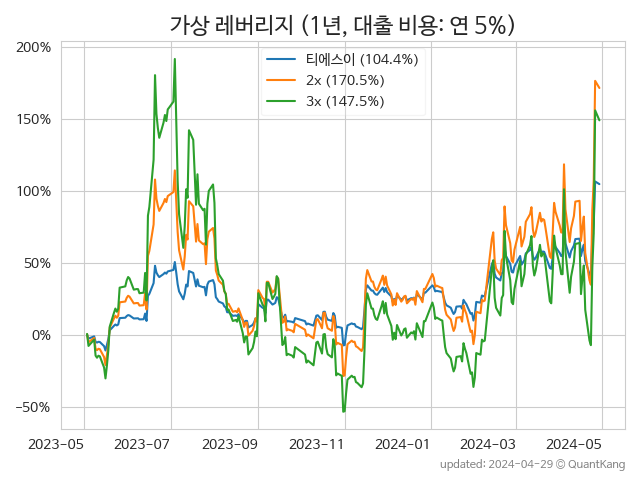 가상 레버리지 (1년, 대출 비용: 연 5%)
티에스이 (104.4%)
2x (170.5%)
3x (147.5%)
200%
150%
100%
50%
0%
−50%
2023-05 2023-07 2023-09 2023-11 2024-01 2024-03 2024-05
updated: 2024-04-29 © QuantKang